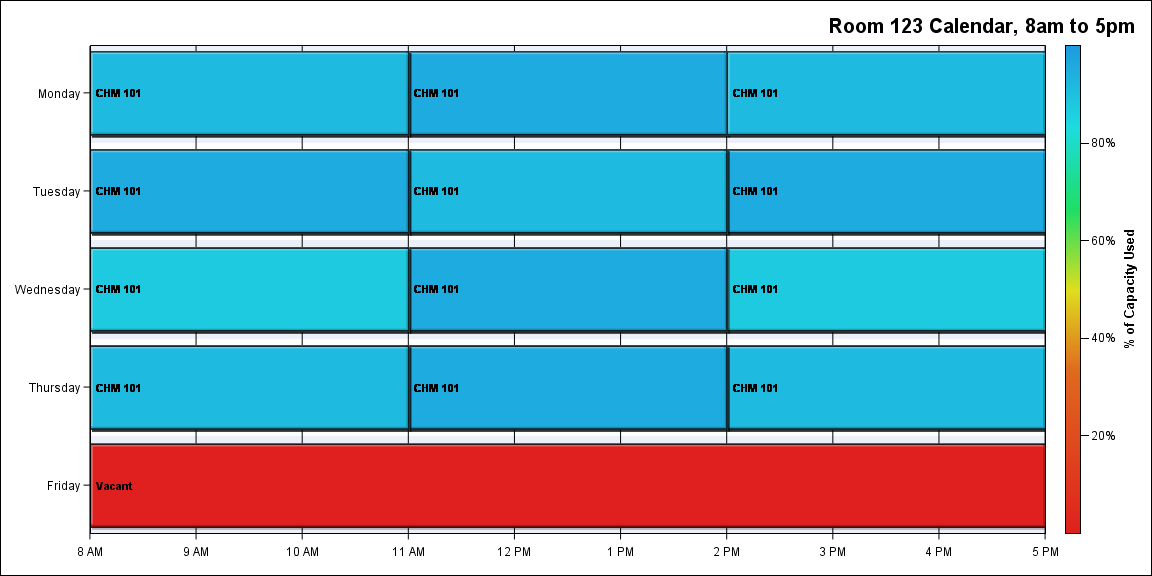 Room 123 Calendar, 8am to 5pm
Monday
CHM 101
CHM 101
CHM 101
Tuesday
CHM 101
CHM 101
CHM 101
Wednesday
CHM 101
CHM 101
CHM 101
Thursday
CHM 101
CHM 101
CHM 101
Friday
Vacant
8 AM
9 AM
10 AM
11 AM
12 PM
1 PM
2 PM
3 PM
4 PM
5 PM
80%
60%
40%
20%
% of Capacity Used